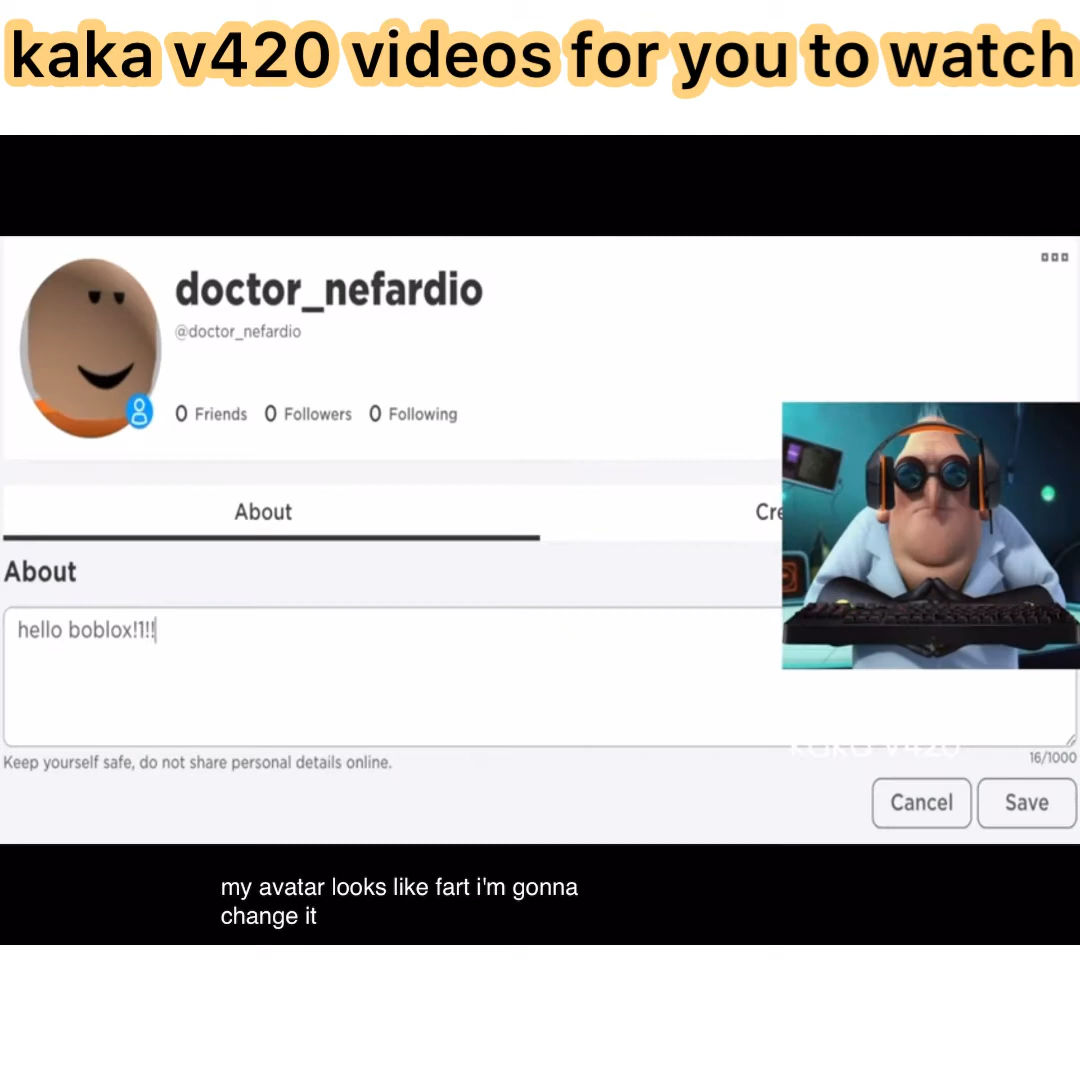 kaka v420 videos for you to watch
doctor_nefardio
@doctor_nefardio
0 Friends 0 Followers 0 Following
About
Cre
About
hello boblox!1!!
Keep yourself safe, do not share personal details online.
16/1000
Cancel Save
my avatar looks like fart i'm gonna
change it